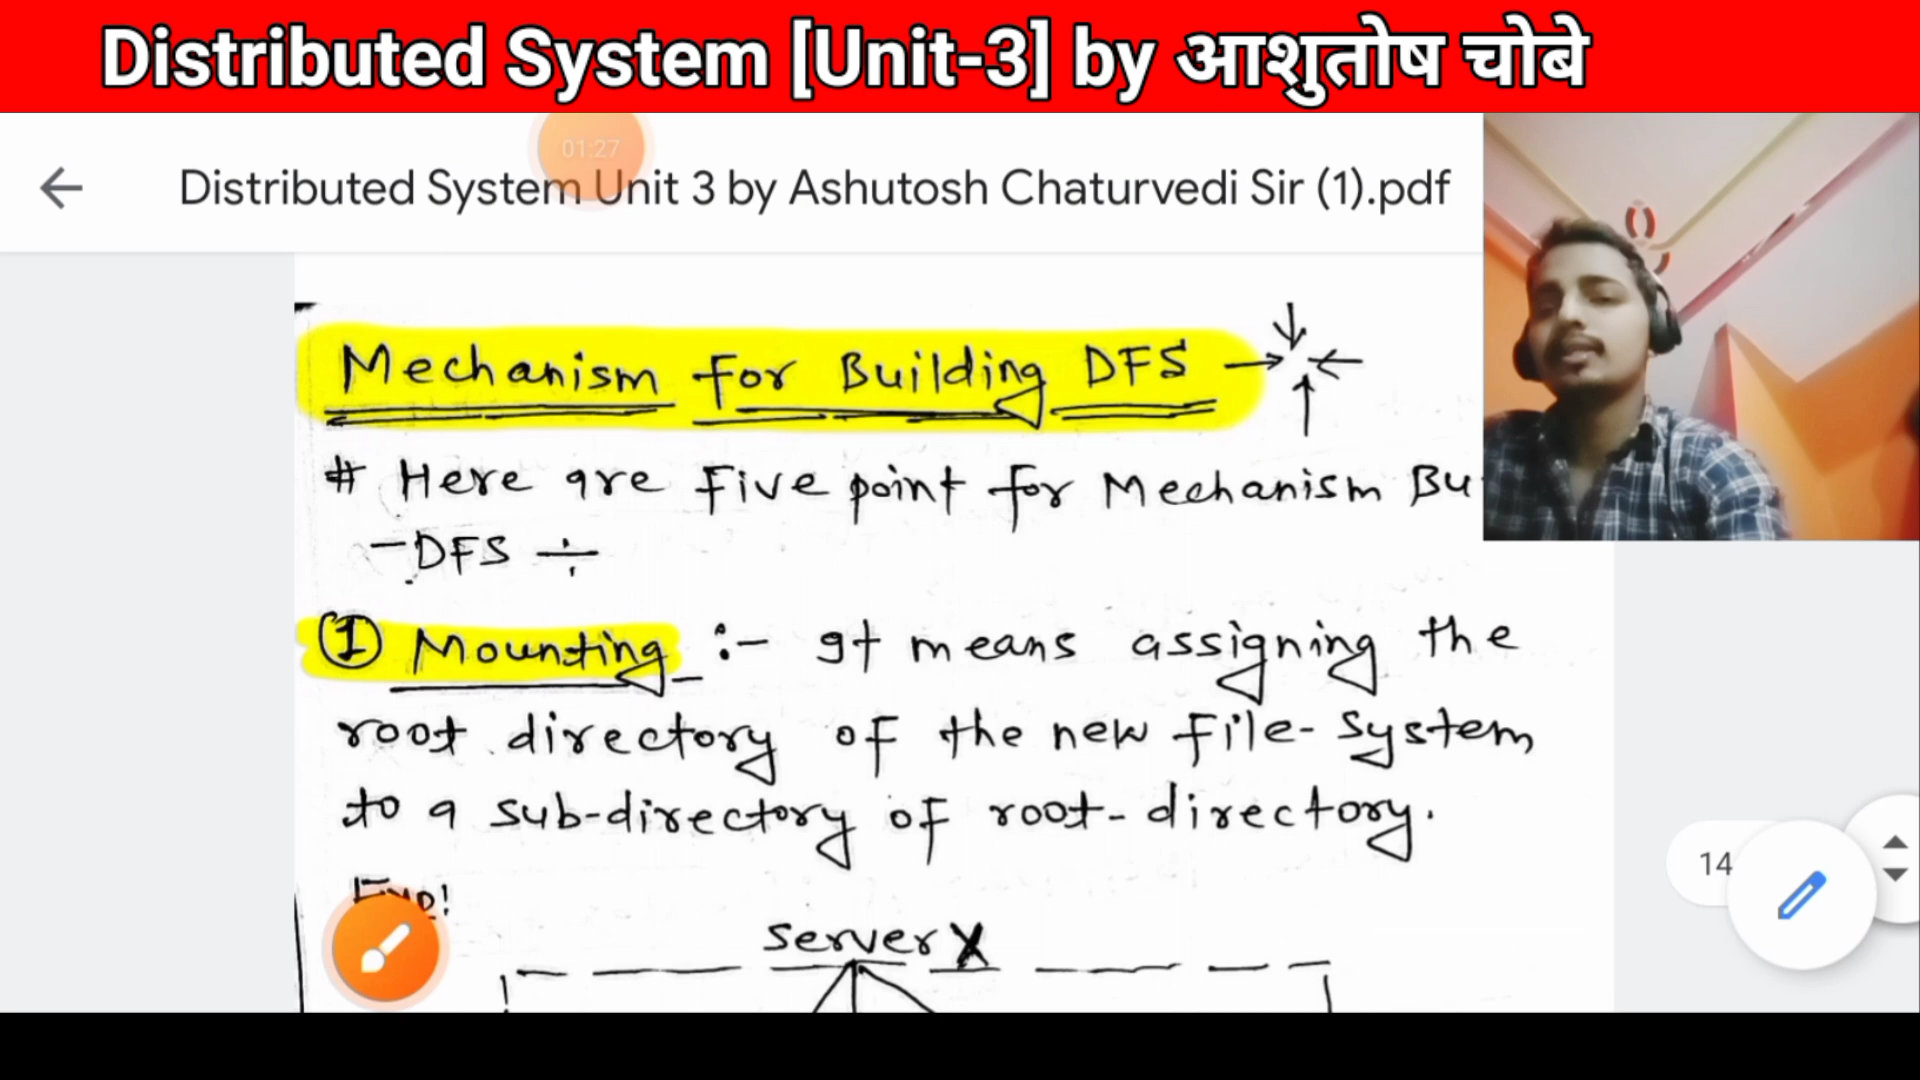 Distributed System [Unit-3] by आशुतोष चोबे
01:27
Distributed System Unit 3 by Ashutosh Chaturvedi Sir (1).pdf
Mechanism for Building DFS
# Here are Five point for Mechanism Bu
DFS
① Mounting :- It means assigning the
root directory of the new file-system
to a sub-directory of root-directory.
14
Server X